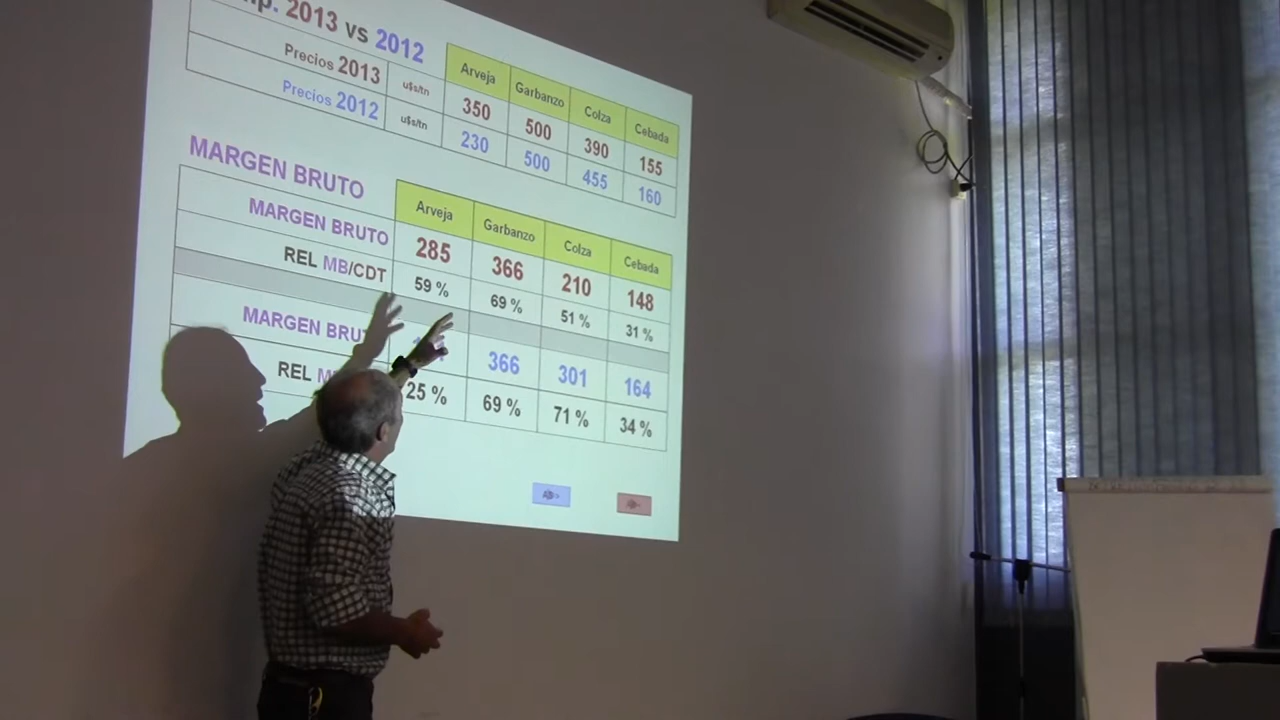 . 2013 vs 2012
Arveja Garbanzo Colza Cebada
Precios 2013 u$s/tn 350 500 390 155
Precios 2012 u$s/tn 230 500 455 160
MARGEN BRUTO
Arveja Garbanzo Colza Cebada
MARGEN BRUTO 285 366 210 148
REL MB/CDT 59 % 69 % 51 % 31 %
MARGEN 366 301 164
REL 25 % 69 % 71 % 34 %